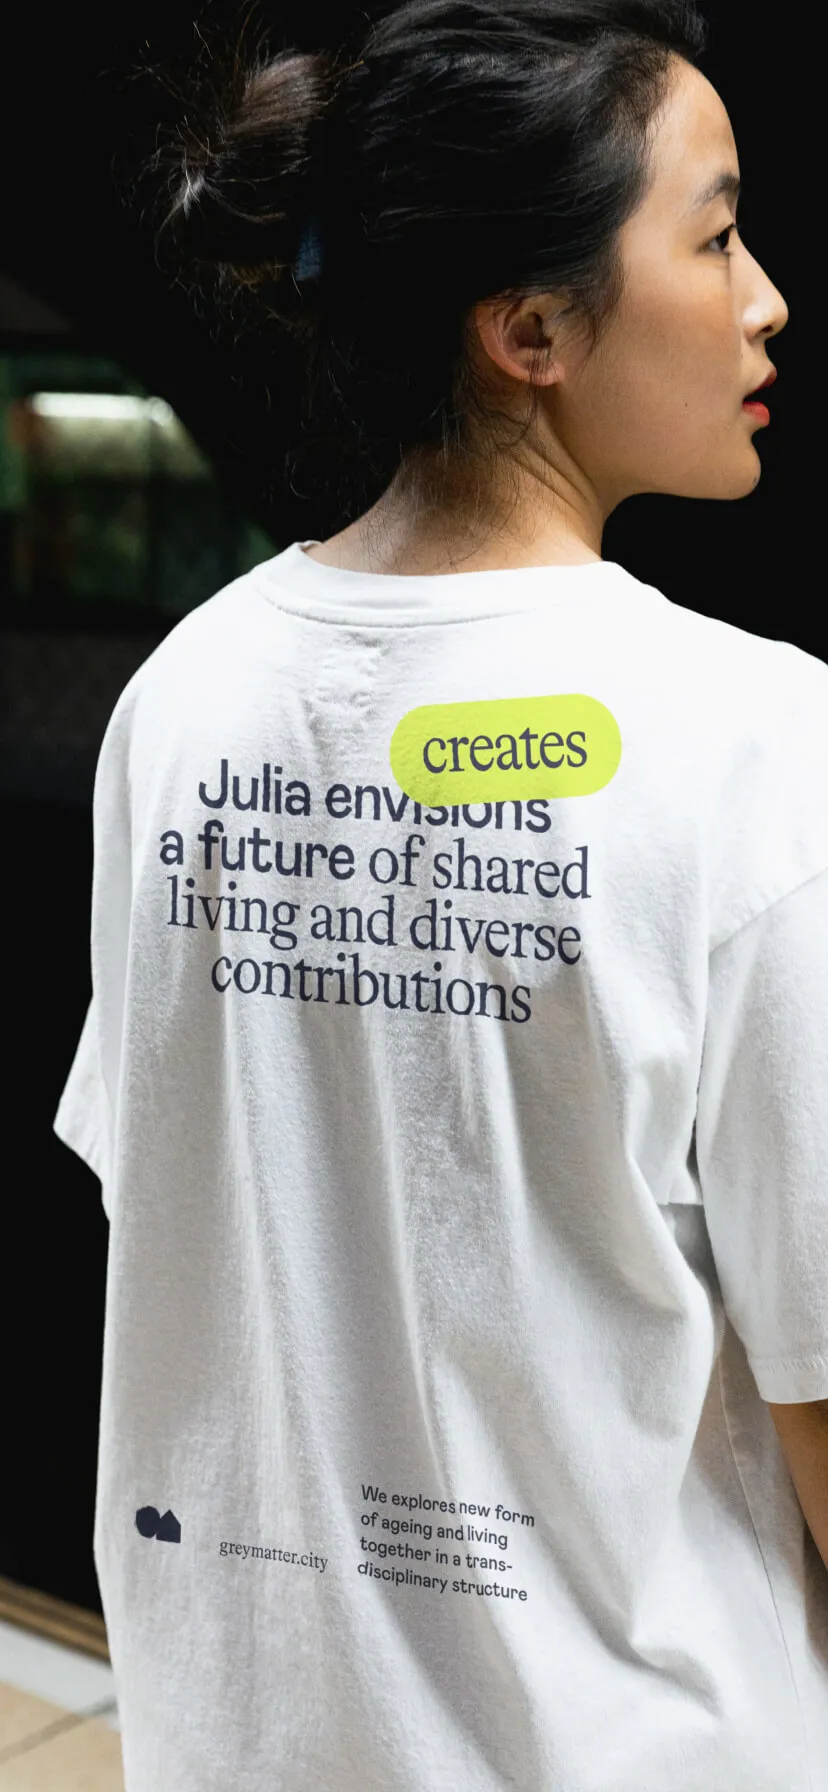 creates
Julia envisions
a future of shared
living and diverse
contributions
greymatter.city
We explores new form
of ageing and living
together in a trans-
disciplinary structure